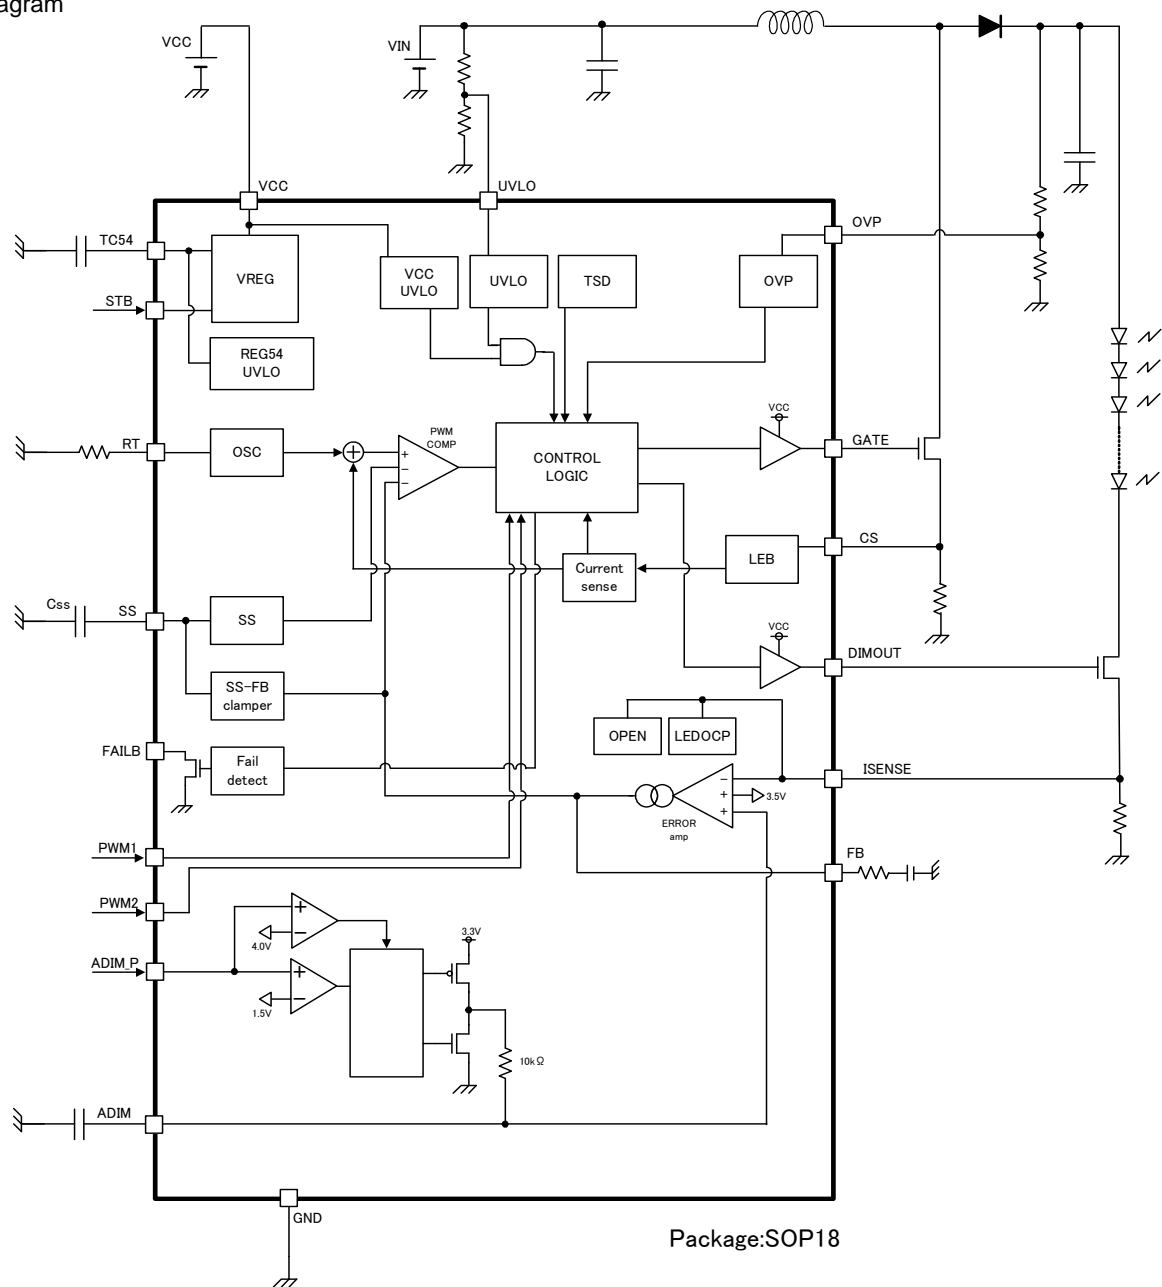 agram
VCC
VIN
VCC
UVLO
TC54
STB
VREG
VCC
UVLO
UVLO
TSD
OVP
OVP
REG54
UVLO
RT
OSC
+
PWM
COMP
+
−
−
CONTROL
LOGIC
VCC
GATE
CS
LEB
Current
sense
Css
SS
SS
SS-FB
clamper
VCC
DIMOUT
OPEN
LEDOCP
FAILB
Fail
detect
ISENSE
−
+
+
3.5V
ERROR
amp
FB
PWM1
PWM2
ADIM_P
+
−
4.0V
+
−
1.5V
3.3V
10kΩ
ADIM
GND
Package:SOP18